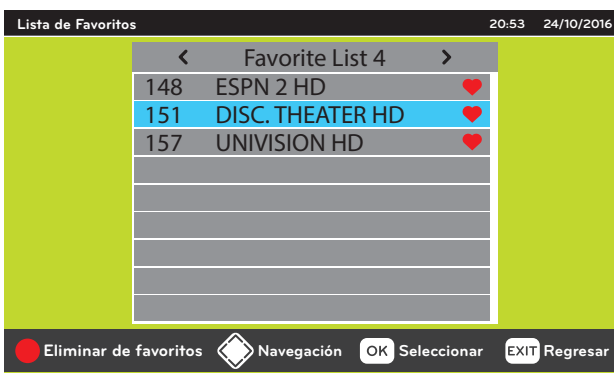 Lista de Favoritos 20:53 24/10/2016
Favorite List 4
148 ESPN 2 HD
151 DISC. THEATER HD
157 UNIVISION HD
Eliminar de favoritos Navegación OK Seleccionar EXIT Regresar